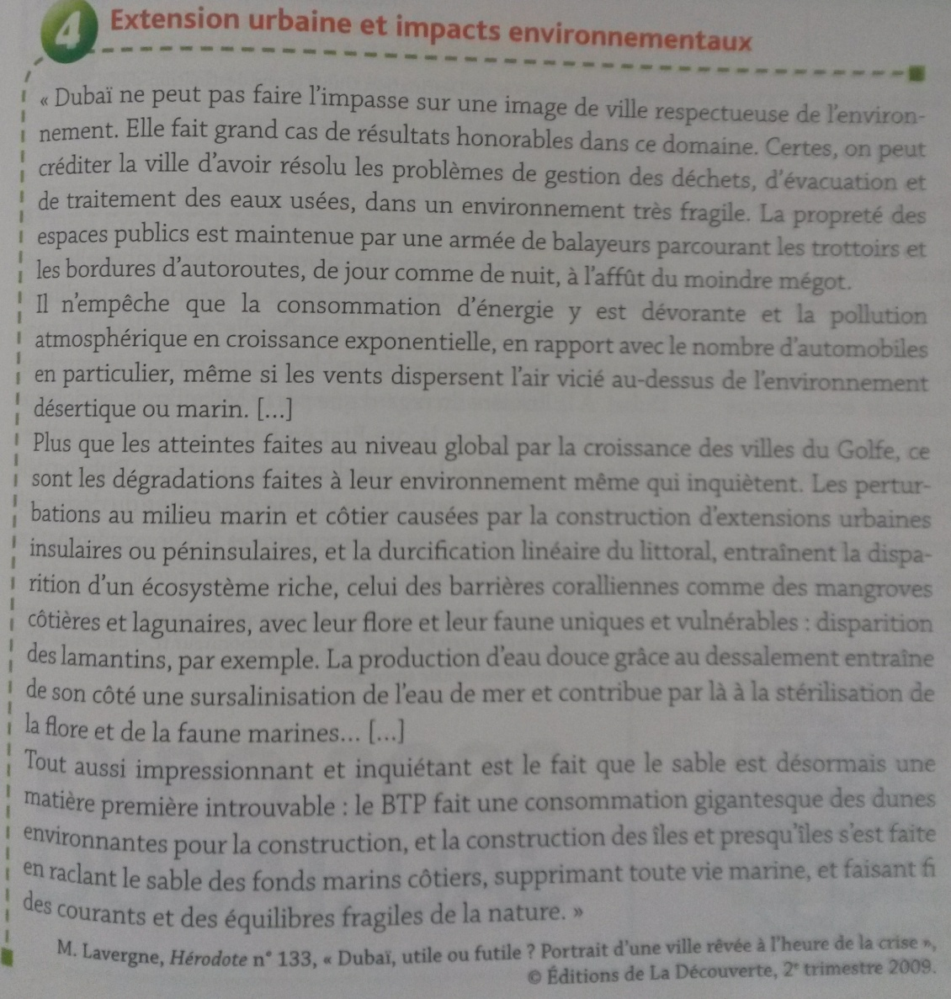 4 Extension urbaine et impacts environnementaux
« Dubaï ne peut pas faire l'impasse sur une image de ville respectueuse de l'environ-
nement. Elle fait grand cas de résultats honorables dans ce domaine. Certes, on peut
créditer la ville d'avoir résolu les problèmes de gestion des déchets, d'évacuation et
de traitement des eaux usées, dans un environnement très fragile. La propreté des
espaces publics est maintenue par une armée de balayeurs parcourant les trottoirs et
les bordures d'autoroutes, de jour comme de nuit, à l'affût du moindre mégot.
Il n'empêche que la consommation d'énergie y est dévorante et la pollution
atmosphérique en croissance exponentielle, en rapport avec le nombre d'automobiles
en particulier, même si les vents dispersent l'air vicié au-dessus de l'environnement
désertique ou marin. [...]
Plus que les atteintes faites au niveau global par la croissance des villes du Golfe, ce
sont les dégradations faites à leur environnement même qui inquiètent. Les pertur-
bations au milieu marin et côtier causées par la construction d'extensions urbaines
insulaires ou péninsulaires, et la durcification linéaire du littoral, entraînent la dispa-
rition d'un écosystème riche, celui des barrières coralliennes comme des mangroves
côtières et lagunaires, avec leur flore et leur faune uniques et vulnérables : disparition
des lamantins, par exemple. La production d'eau douce grâce au dessalement entraîne
de son côté une sursalinisation de l'eau de mer et contribue par là à la stérilisation de
la flore et de la faune marines... [...]
Tout aussi impressionnant et inquiétant est le fait que le sable est désormais une
matière première introuvable : le BTP fait une consommation gigantesque des dunes
environnantes pour la construction, et la construction des îles et presqu'îles s'est faite
en raclant le sable des fonds marins côtiers, supprimant toute vie marine, et faisant fi
des courants et des équilibres fragiles de la nature. »
M. Lavergne, Hérodote n° 133, « Dubaï, utile ou futile ? Portrait d'une ville rêvée à l'heure de la crise »,
© Éditions de La Découverte, 2e trimestre 2009.